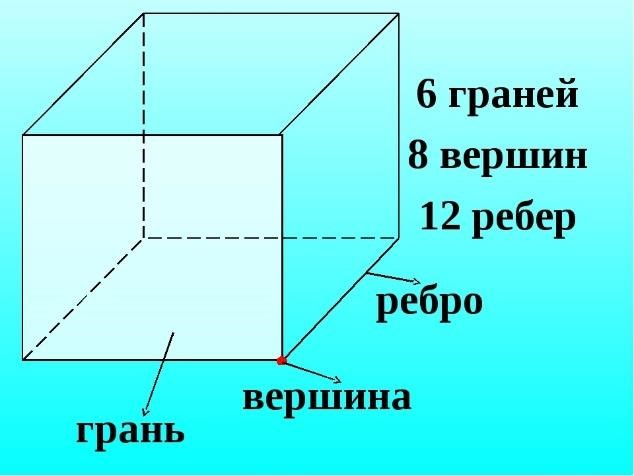 6 граней
8 вершин
12 ребер
ребро
вершина
грань